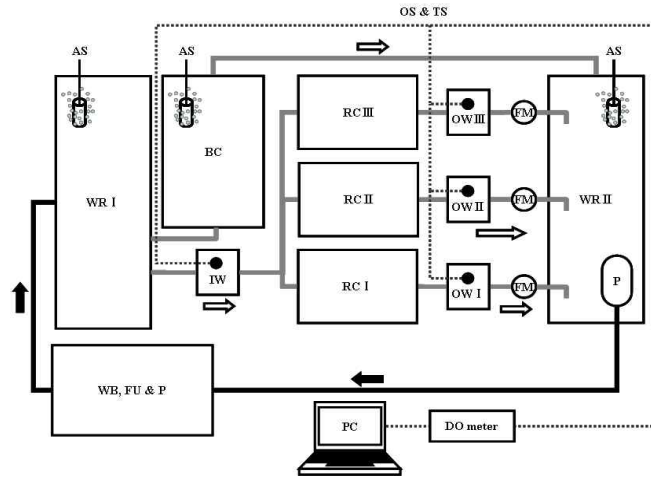 OS & TS
AS
AS
AS
WR I
BC
RC III
OW III
FM
WR II
RC II
OW II
FM
IW
RC I
OW I
FM
P
WB, FU & P
PC
DO meter